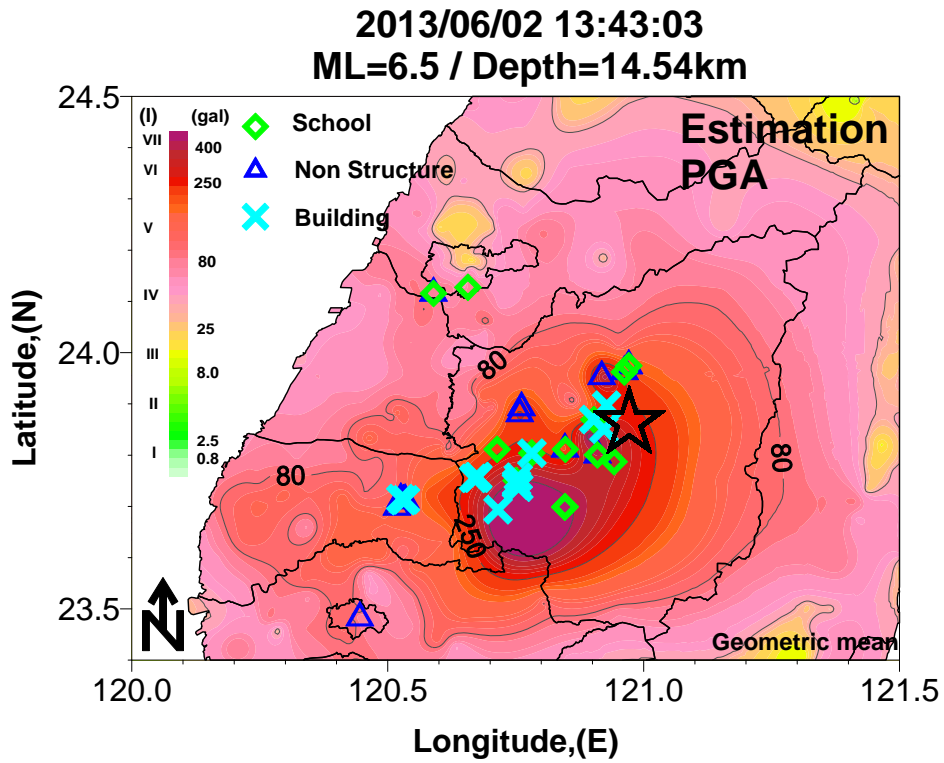 2013/06/02 13:43:03
ML=6.5 / Depth=14.54km
24.5
24.0
23.5
Latitude,(N)
(I)
(gal)
VII
VI
V
IV
III
II
I
400
250
80
25
8.0
2.5
0.8
School
Non Structure
Building
Estimation
PGA
80
80
80
250
N
Geometric mean
120.0
120.5
121.0
121.5
Longitude,(E)